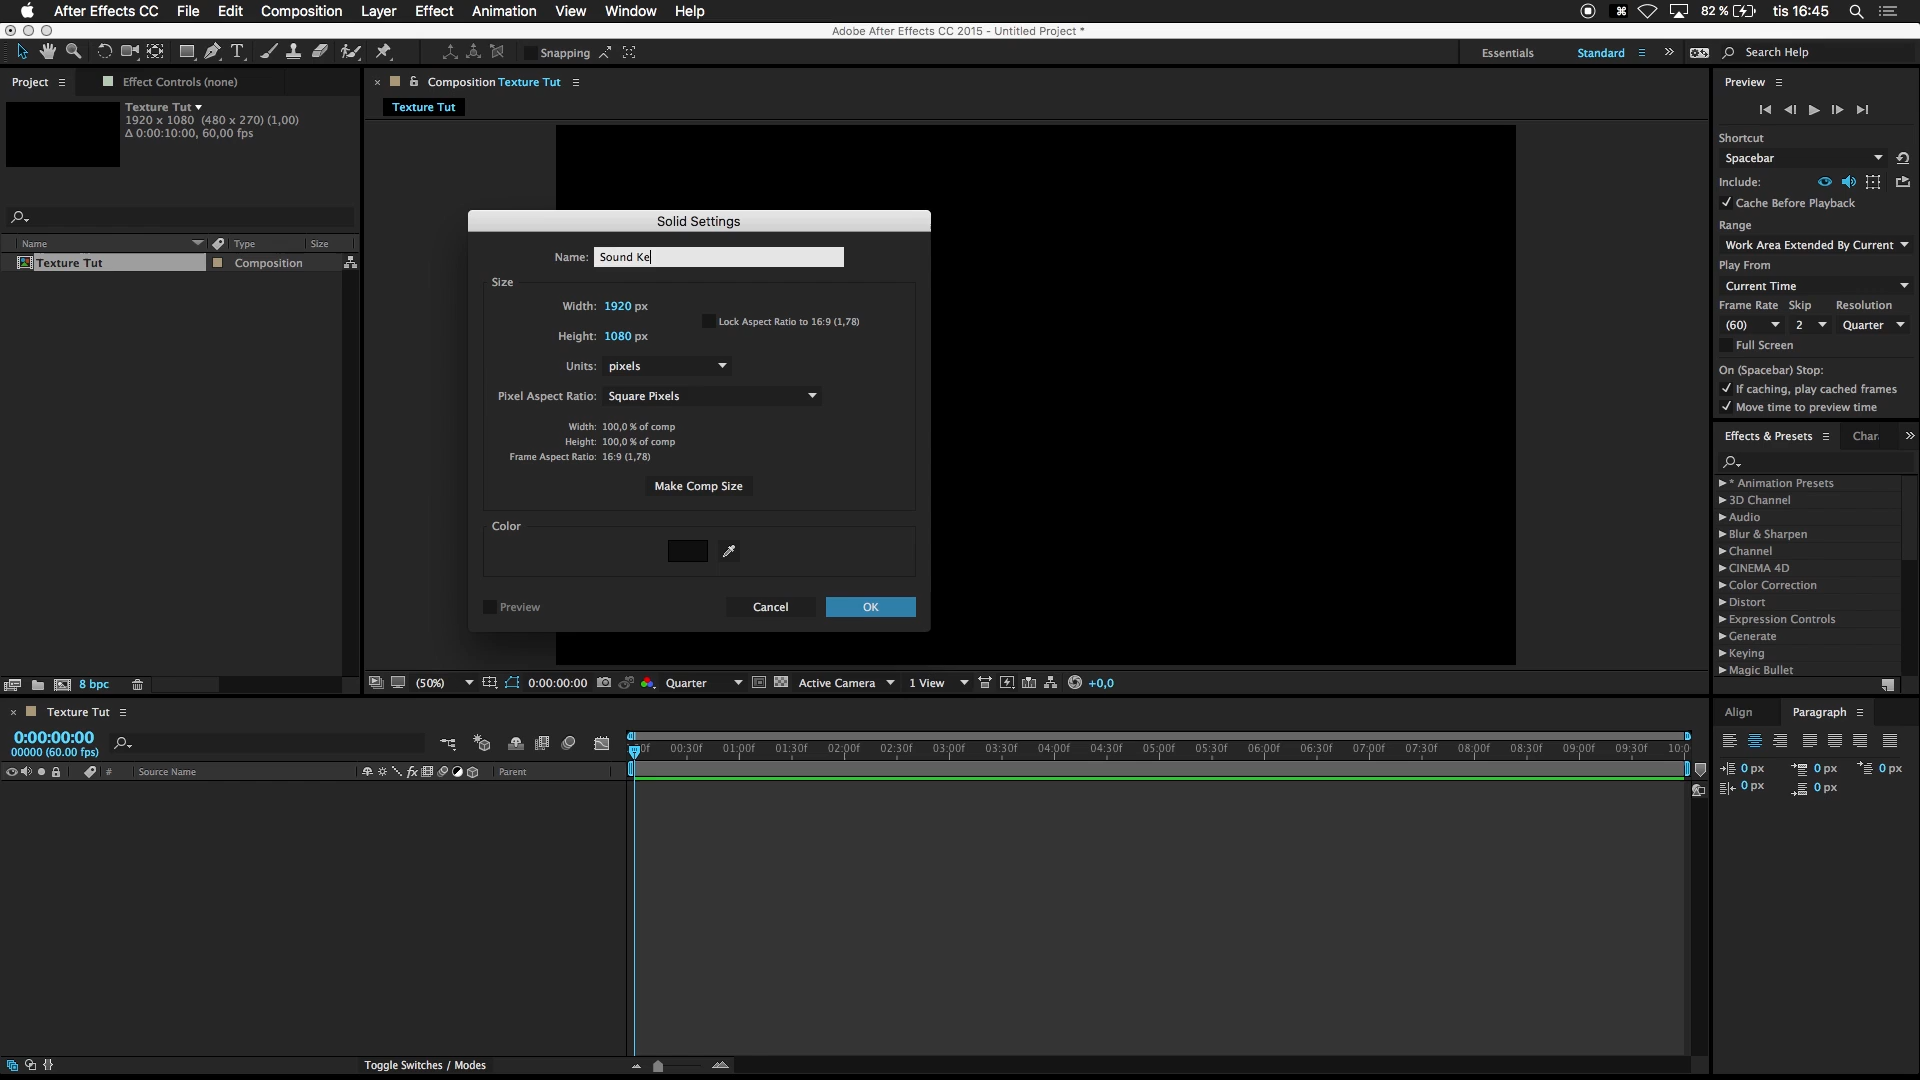 After Effects CC File Edit Composition Layer Effect Animation View Window Help 82 % tis 16:45
Adobe After Effects CC 2015 - Untitled Project *
Snapping Essentials Standard Search Help
Project Effect Controls (none)
Texture Tut
1920 x 1080 (480 x 270) (1,00)
Δ 0:00:10:00, 60,00 fps
Name Type Size
Texture Tut Composition
8 bpc
Composition Texture Tut
Texture Tut
Solid Settings
Name: Sound Ke
Size
Width: 1920 px
Lock Aspect Ratio to 16:9 (1,78)
Height: 1080 px
Units: pixels
Pixel Aspect Ratio: Square Pixels
Width: 100,0 % of comp
Height: 100,0 % of comp
Frame Aspect Ratio: 16:9 (1,78)
Make Comp Size
Color
Preview Cancel OK
(50%) 0:00:00:00 Quarter Active Camera 1 View +0,0
Preview
Shortcut
Spacebar
Include:
Cache Before Playback
Range
Work Area Extended By Current
Play From
Current Time
Frame Rate Skip Resolution
(60) 2 Quarter
Full Screen
On (Spacebar) Stop:
If caching, play cached frames
Move time to preview time
Effects & Presets Char
* Animation Presets
3D Channel
Audio
Blur & Sharpen
Channel
CINEMA 4D
Color Correction
Distort
Expression Controls
Generate
Keying
Magic Bullet
Texture Tut
0:00:00:00
00000 (60.00 fps)
00:30f 01:00f 01:30f 02:00f 02:30f 03:00f 03:30f 04:00f 04:30f 05:00f 05:30f 06:00f 06:30f 07:00f 07:30f 08:00f 08:30f 09:00f 09:30f 10:0
# Source Name fx Parent
Align Paragraph
0 px 0 px 0 px
0 px 0 px
Toggle Switches / Modes